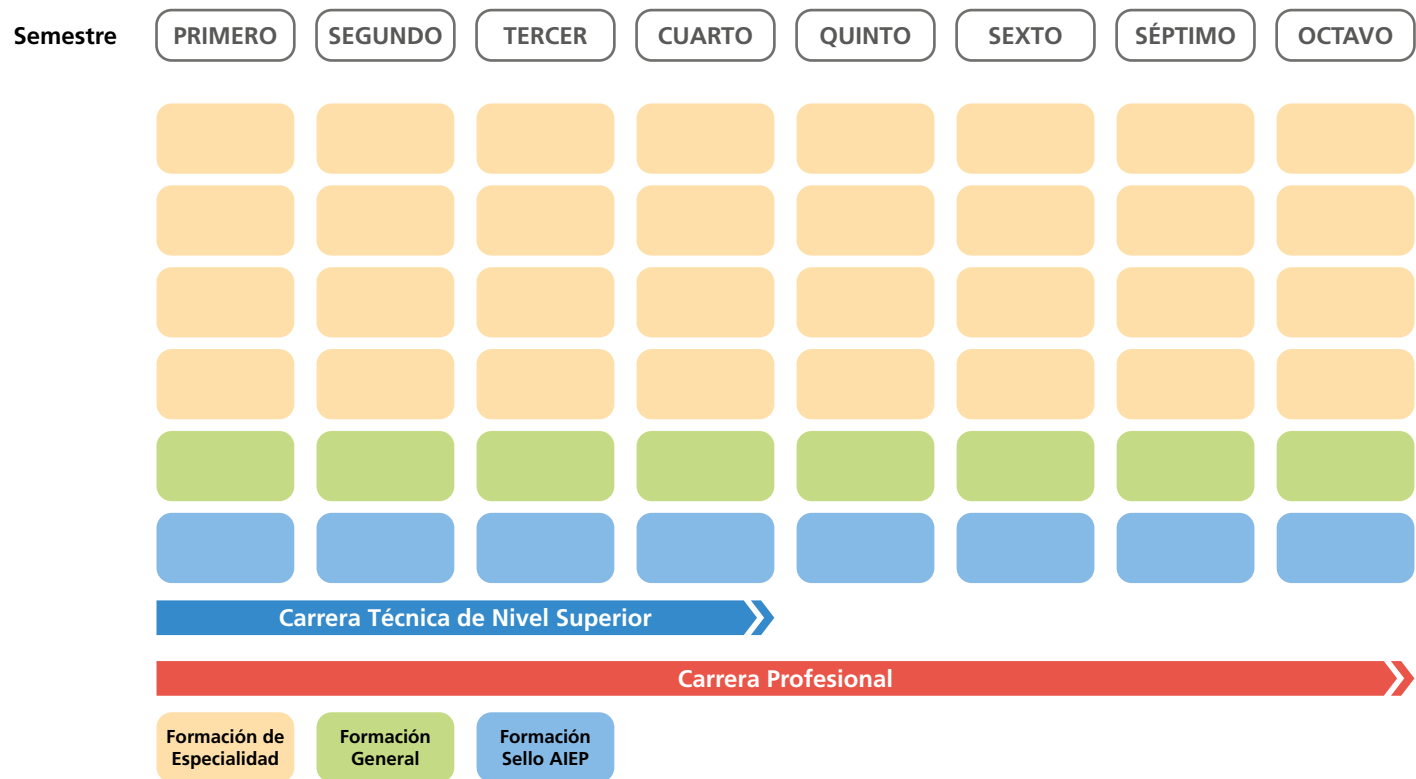 Semestre PRIMERO SEGUNDO TERCER CUARTO QUINTO SEXTO SÉPTIMO OCTAVO
Carrera Técnica de Nivel Superior
Carrera Profesional
Formación de
Especialidad
Formación
General
Formación
Sello AIEP